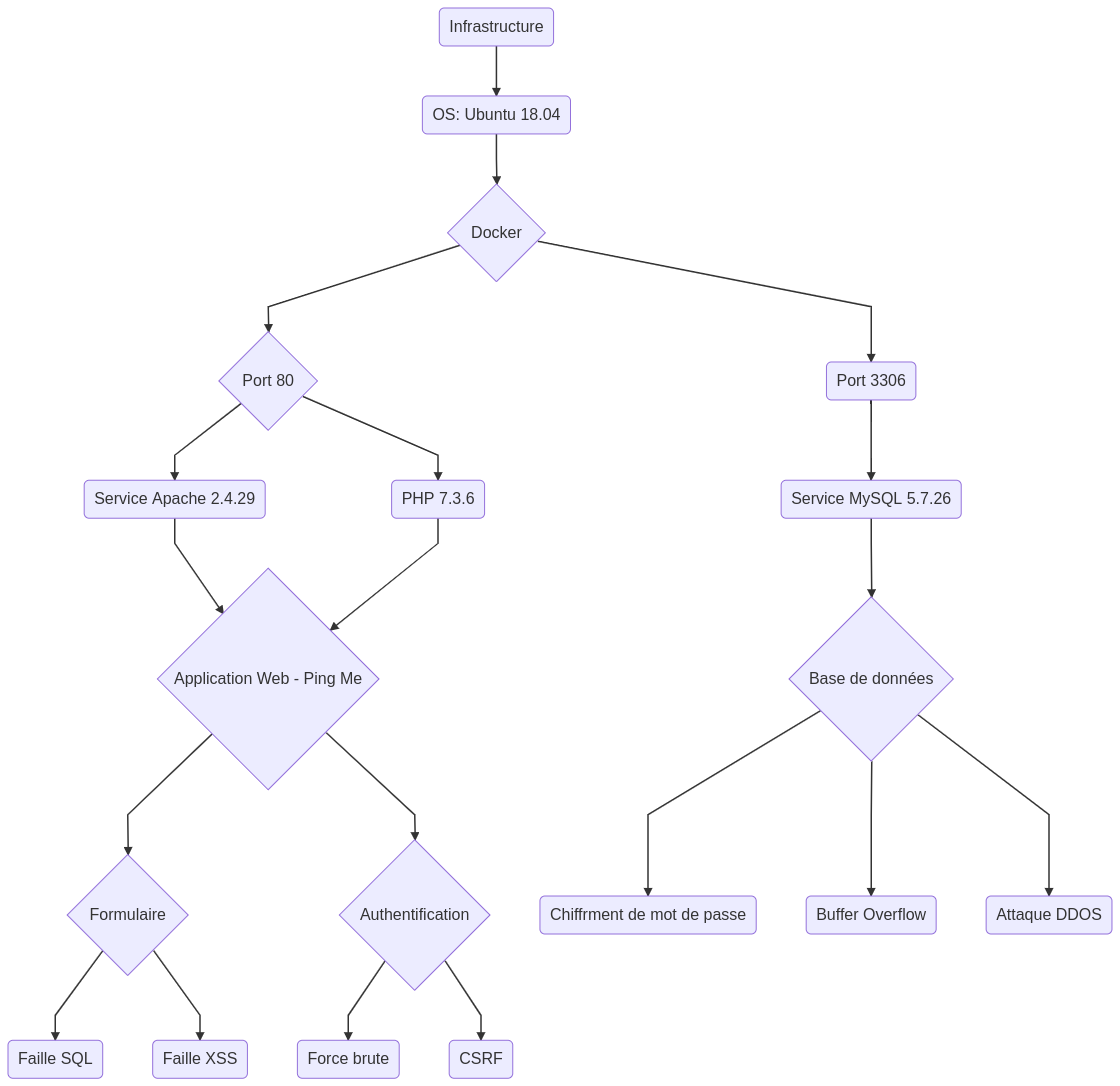 Infrastructure
OS: Ubuntu 18.04
Docker
Port 80
Port 3306
Service Apache 2.4.29
PHP 7.3.6
Service MySQL 5.7.26
Application Web - Ping Me
Base de données
Formulaire
Authentification
Chiffrment de mot de passe
Buffer Overflow
Attaque DDOS
Faille SQL
Faille XSS
Force brute
CSRF